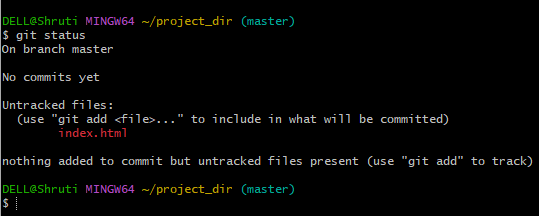 DELL@Shruti MINGW64 ~/project_dir (master)
$ git status
On branch master
No commits yet
Untracked files:
  (use "git add <file>..." to include in what will be committed)
        index.html
nothing added to commit but untracked files present (use "git add" to track)
DELL@Shruti MINGW64 ~/project_dir (master)
$